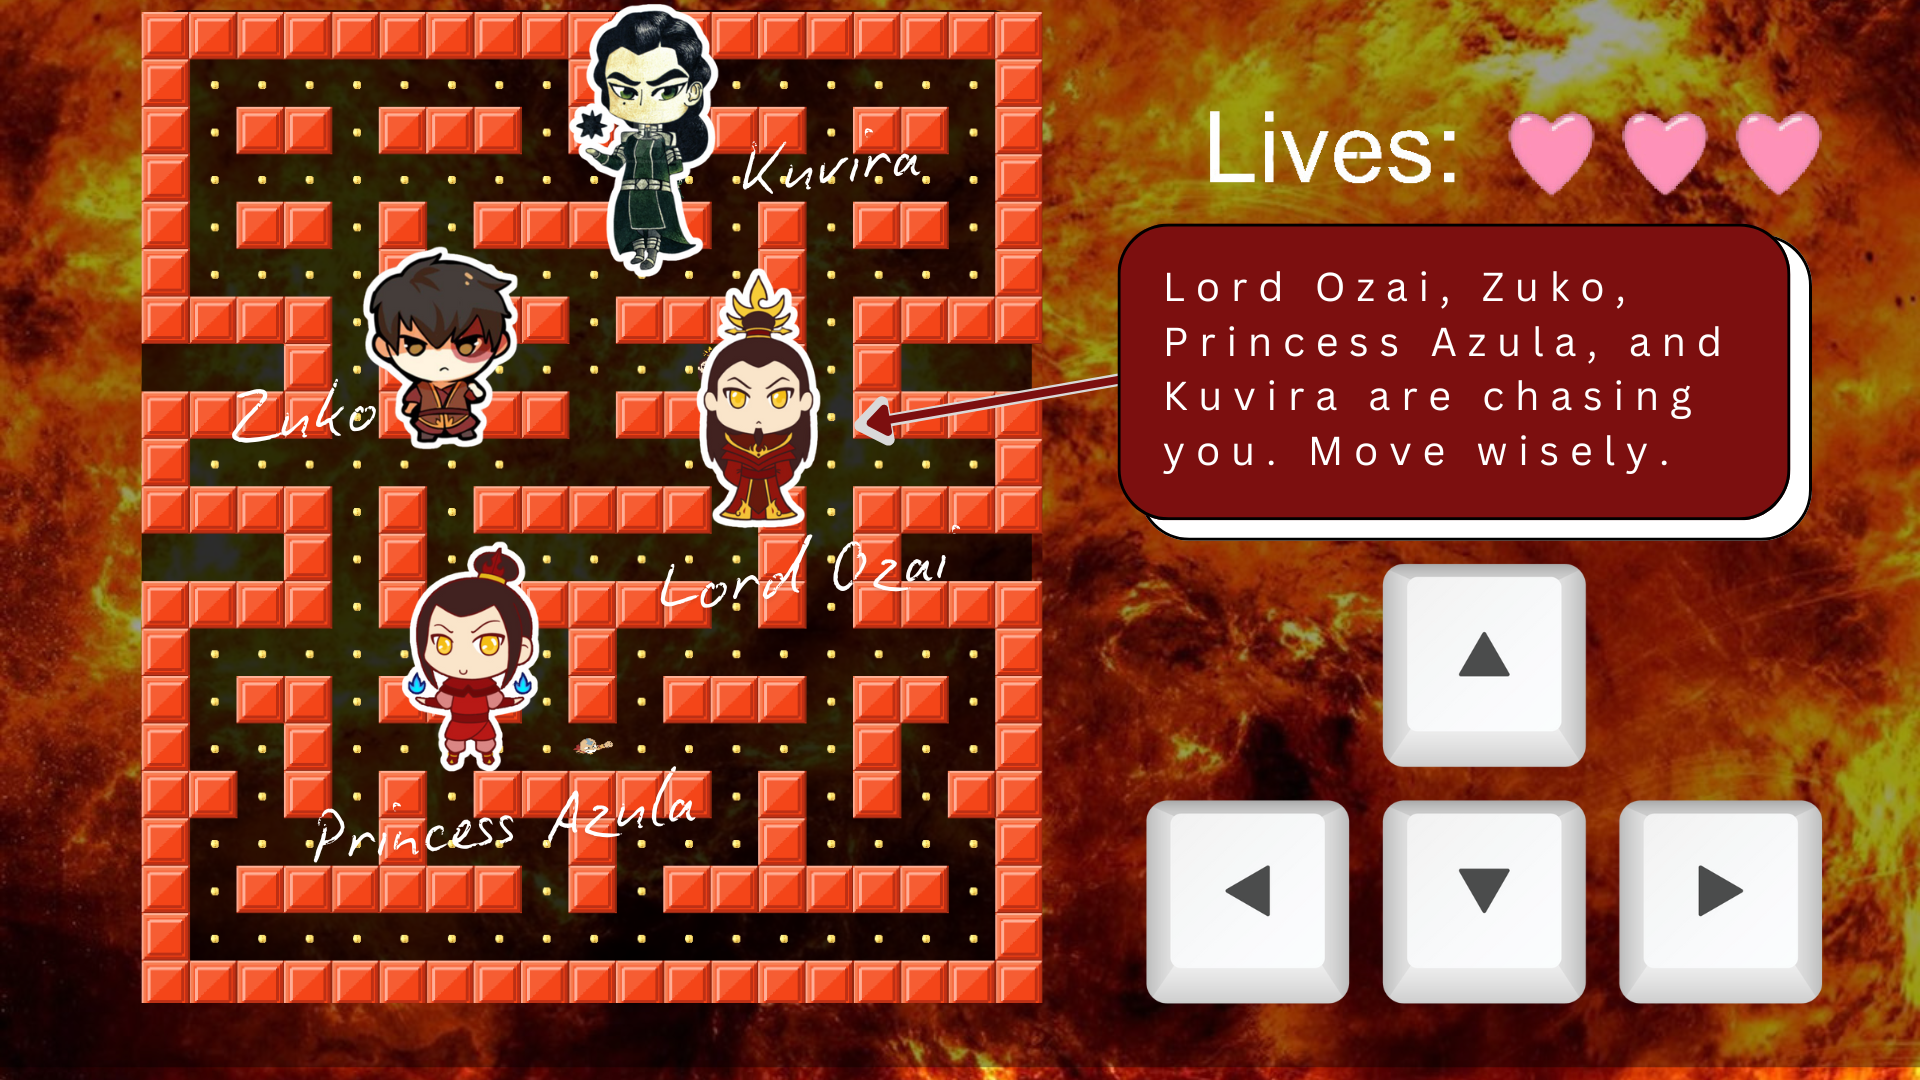 Kuvira
Lives:
Lord Ozai, Zuko,
Princess Azula, and
Kuvira are chasing
you. Move wisely.
Zuko
Lord Ozai
Princess Azula